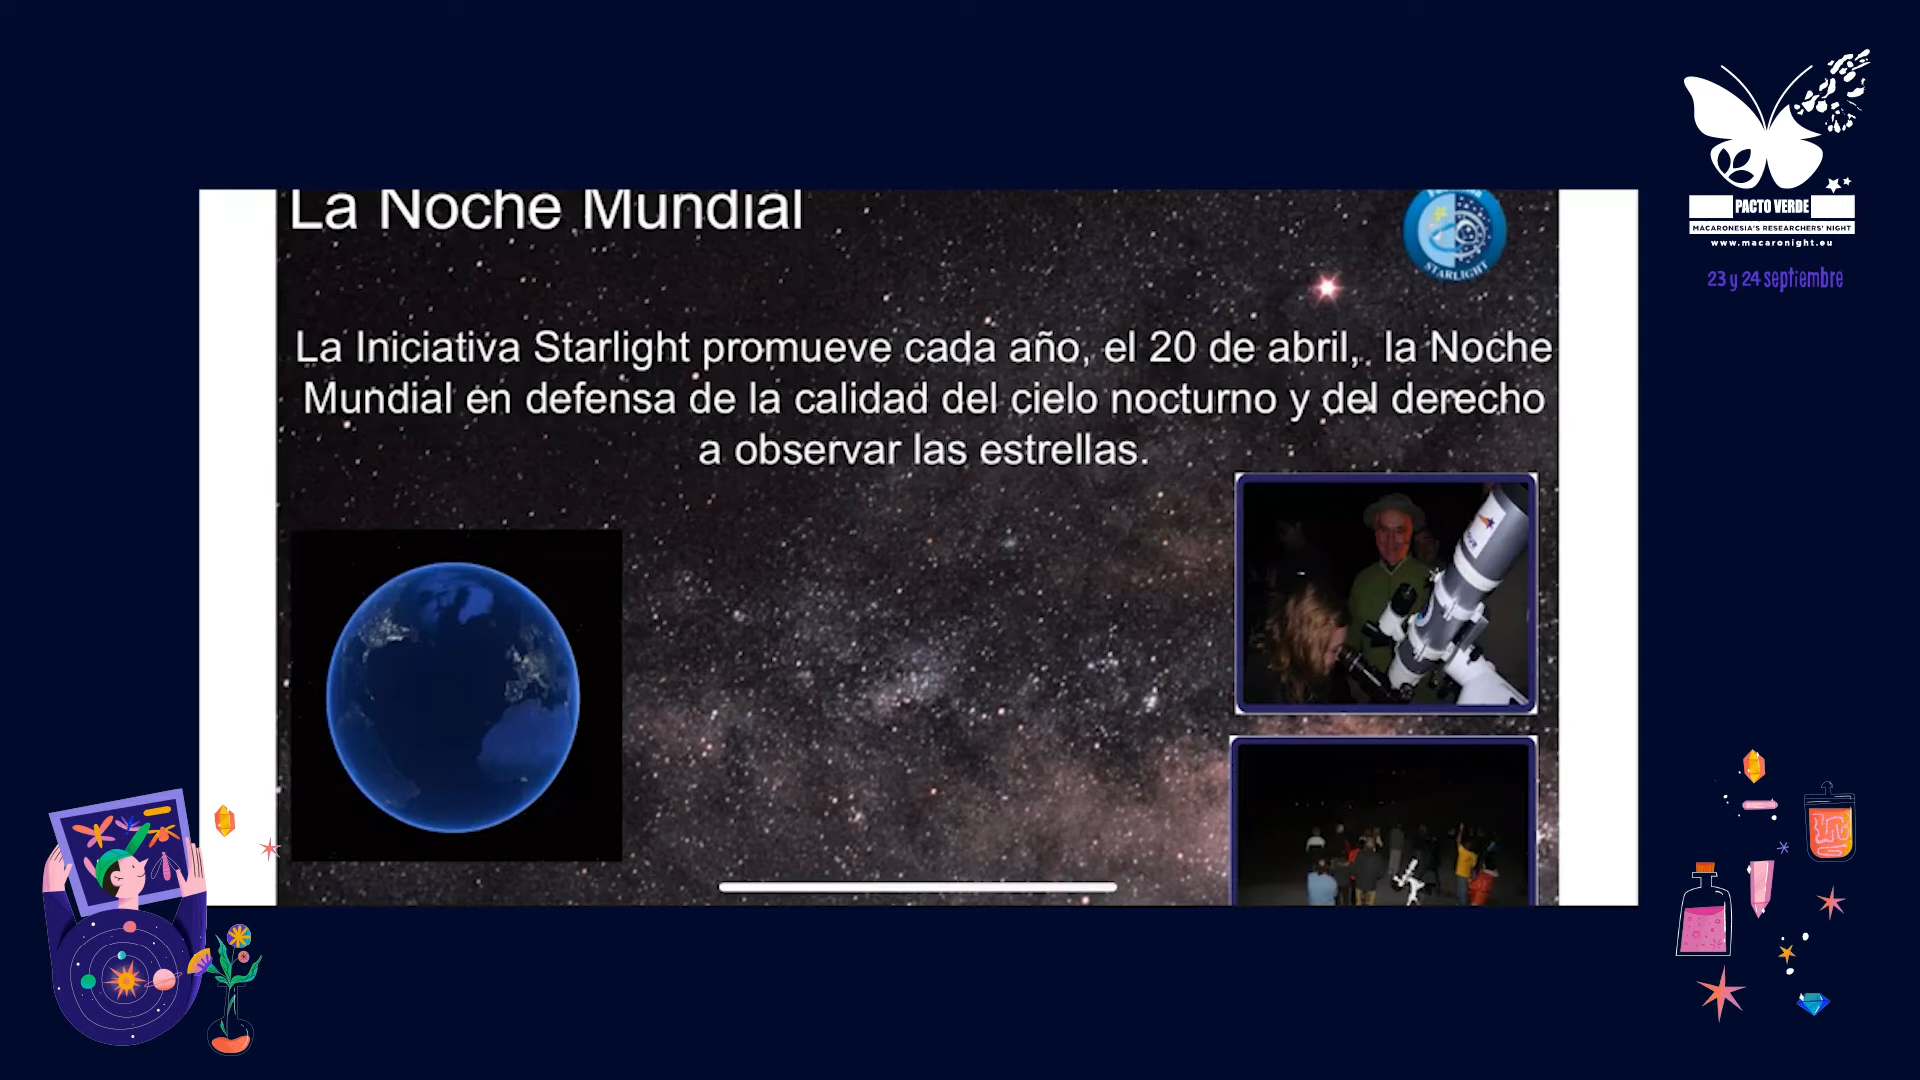 La Noche Mundial
STARLIGHT
La Iniciativa Starlight promueve cada año, el 20 de abril,. la Noche
Mundial en defensa de la calidad del cielo nocturno y del derecho
a observar las estrellas.
PACTO VERDE
MACARONESIA'S RESEARCHERS' NIGHT
www.macaronight.eu
23 y 24 septiembre